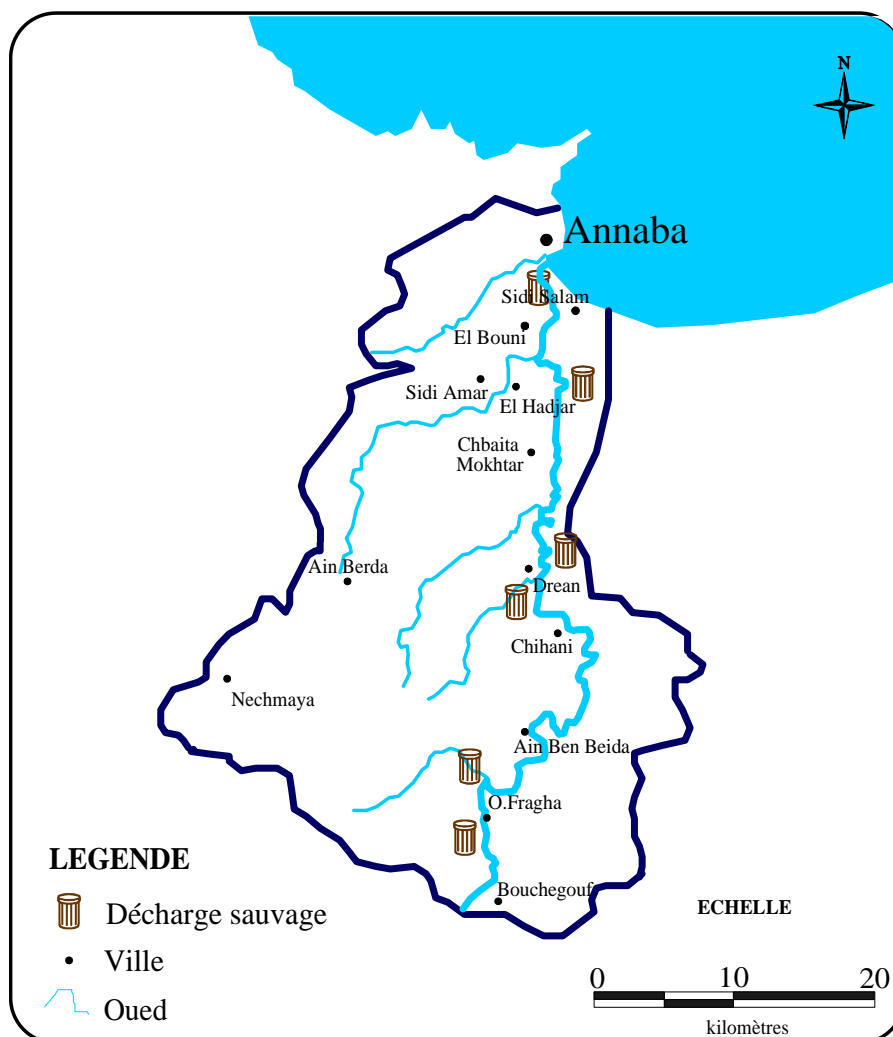 N
Annaba
Sidi Salam
El Bouni
Sidi Amar
El Hadjar
Chbaita
Mokhtar
Ain Berda
Drean
Chihani
Nechmaya
Ain Ben Beida
O.Fragha
Bouchegouf
LEGENDE
Décharge sauvage
Ville
Oued
ECHELLE
0 10 20
kilomètres